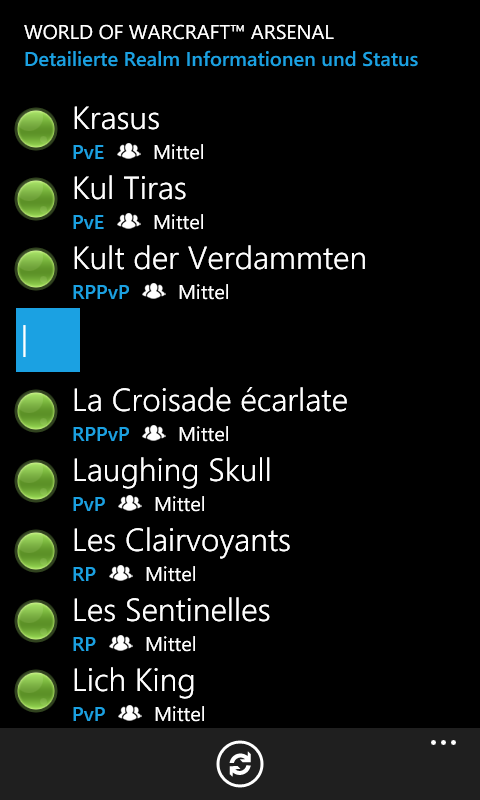 WORLD OF WARCRAFT™ ARSENAL
Detailierte Realm Informationen und Status
Krasus
PvE Mittel
Kul Tiras
PvE Mittel
Kult der Verdammten
RPPvP Mittel
l
La Croisade écarlate
RPPvP Mittel
Laughing Skull
PvP Mittel
Les Clairvoyants
RP Mittel
Les Sentinelles
RP Mittel
Lich King
PvP Mittel